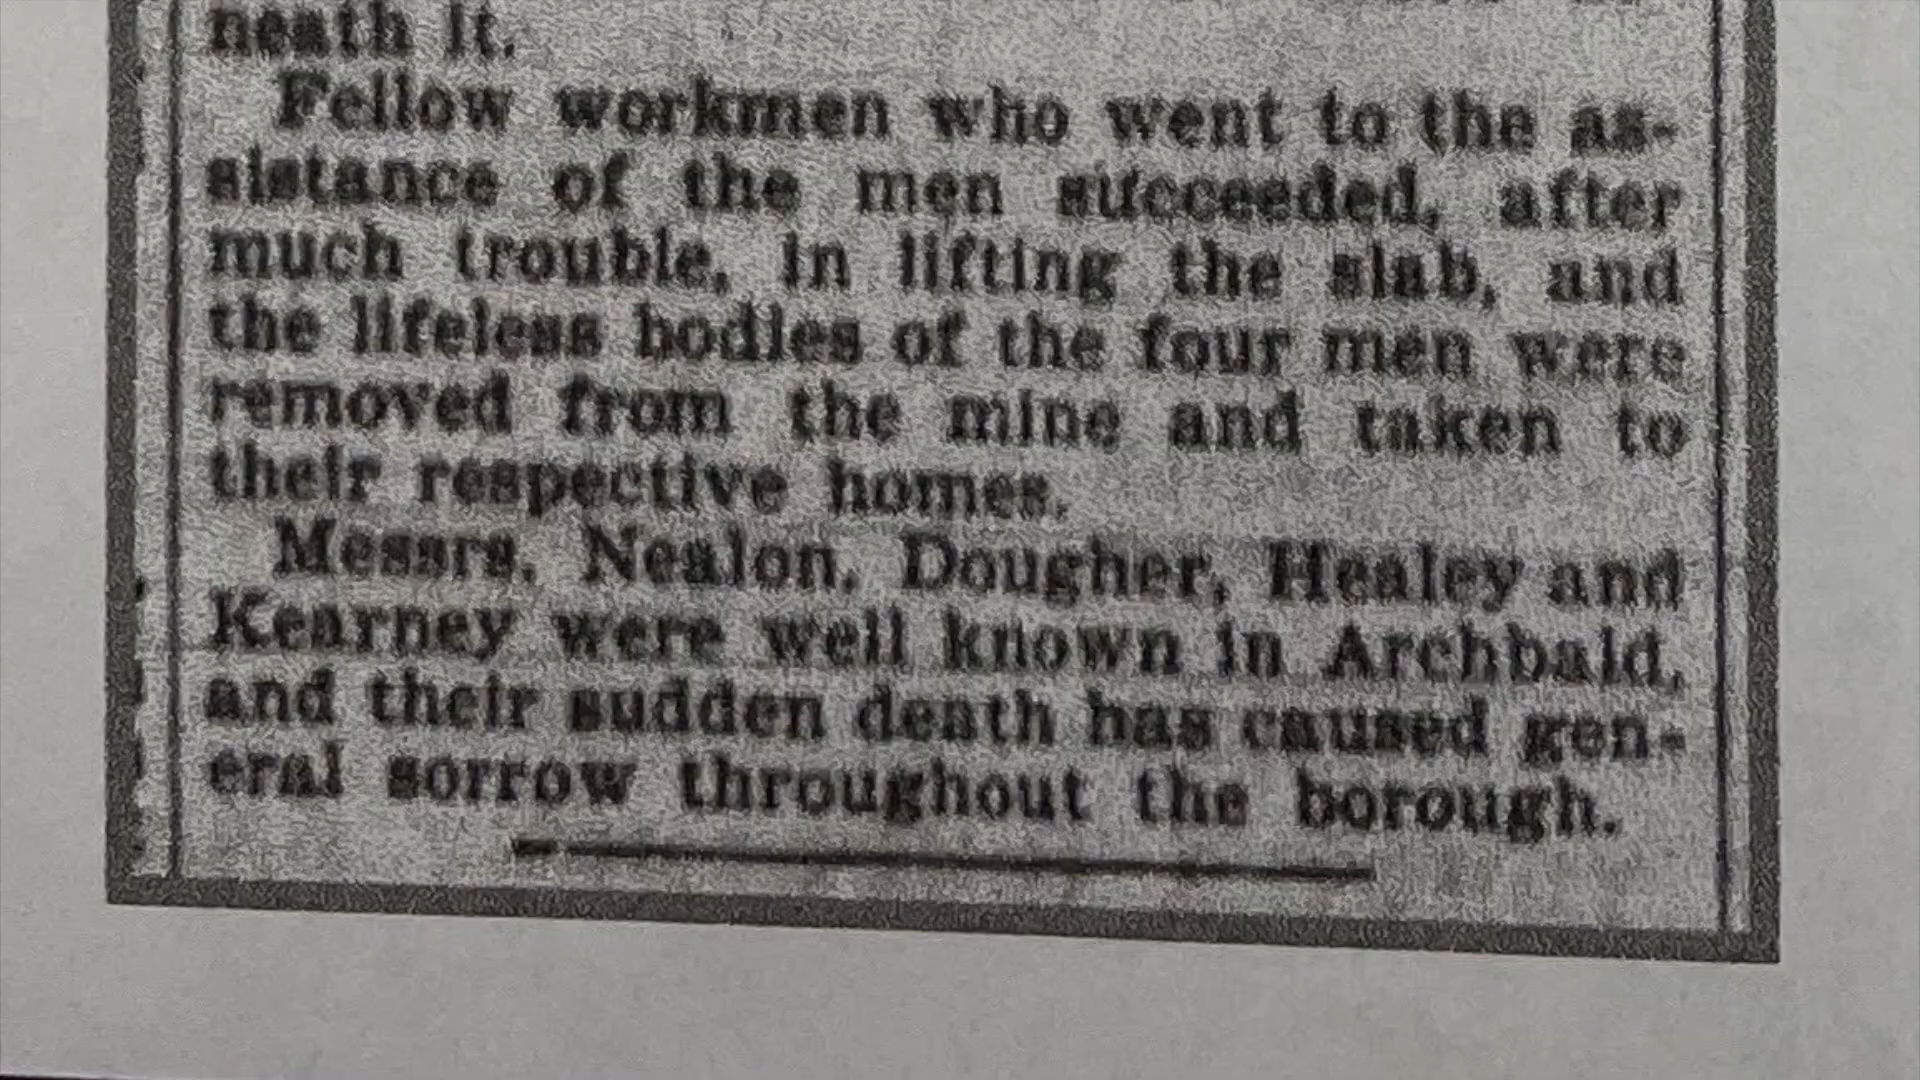 neath it.
Fellow workmen who went to the as-
sistance of the men succeeded, after
much trouble, in lifting the slab, and
the lifeless bodies of the four men were
removed from the mine and taken to
their respective homes.
Messrs. Nealon, Dougher, Healey and
Kearney were well known in Archbald,
and their sudden death has caused gen-
eral sorrow throughout the borough.